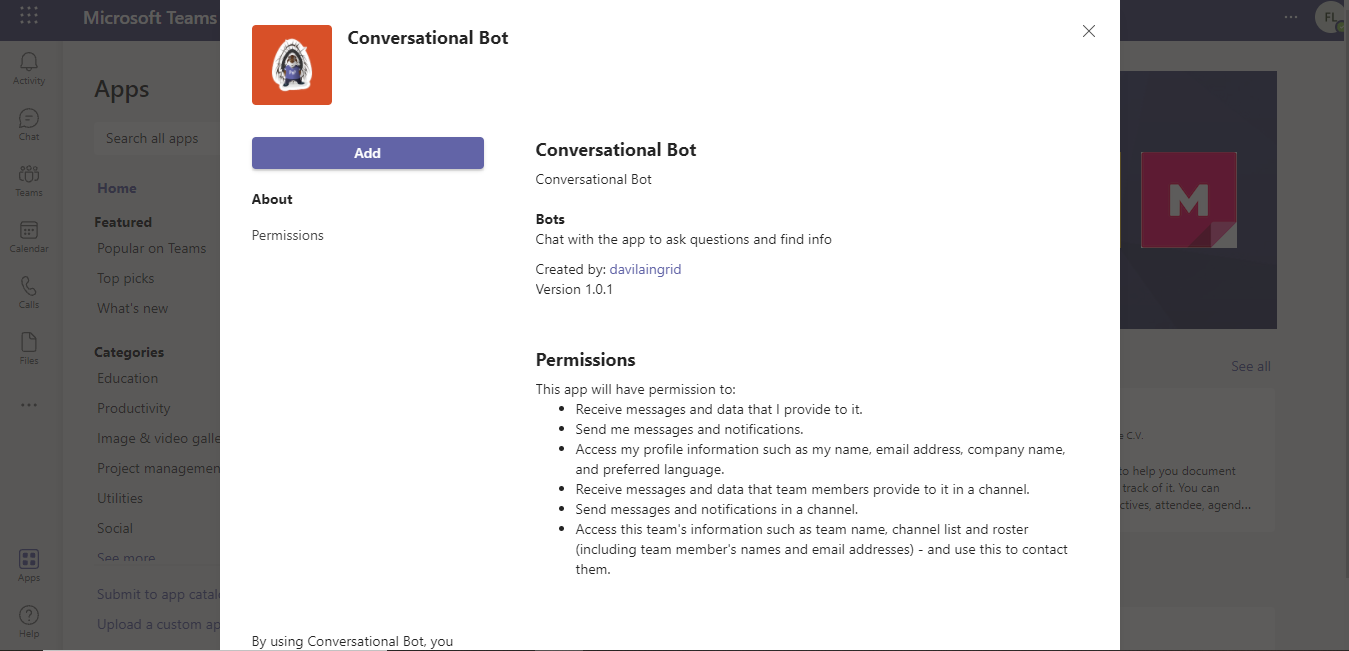 Microsoft Teams
FL
Activity
Chat
Teams
Calendar
Calls
Files
Apps
Help
Apps
Search all apps
Home
Featured
Popular on Teams
Top picks
What's new
Categories
Education
Productivity
Image & video galle
Project managemen
Utilities
Social
See more
Submit to app catal
Upload a custom ap
Conversational Bot
Add
About
Permissions
Conversational Bot
Conversational Bot
Bots
Chat with the app to ask questions and find info
Created by: davilaingrid
Version 1.0.1
Permissions
This app will have permission to:
Receive messages and data that I provide to it.
Send me messages and notifications.
Access my profile information such as my name, email address, company name,
and preferred language.
Receive messages and data that team members provide to it in a channel.
Send messages and notifications in a channel.
Access this team's information such as team name, channel list and roster
(including team member's names and email addresses) - and use this to contact
them.
By using Conversational Bot, you
M
See all
a C.V.
to help you document
track of it. You can
ctives, attendee, agend...